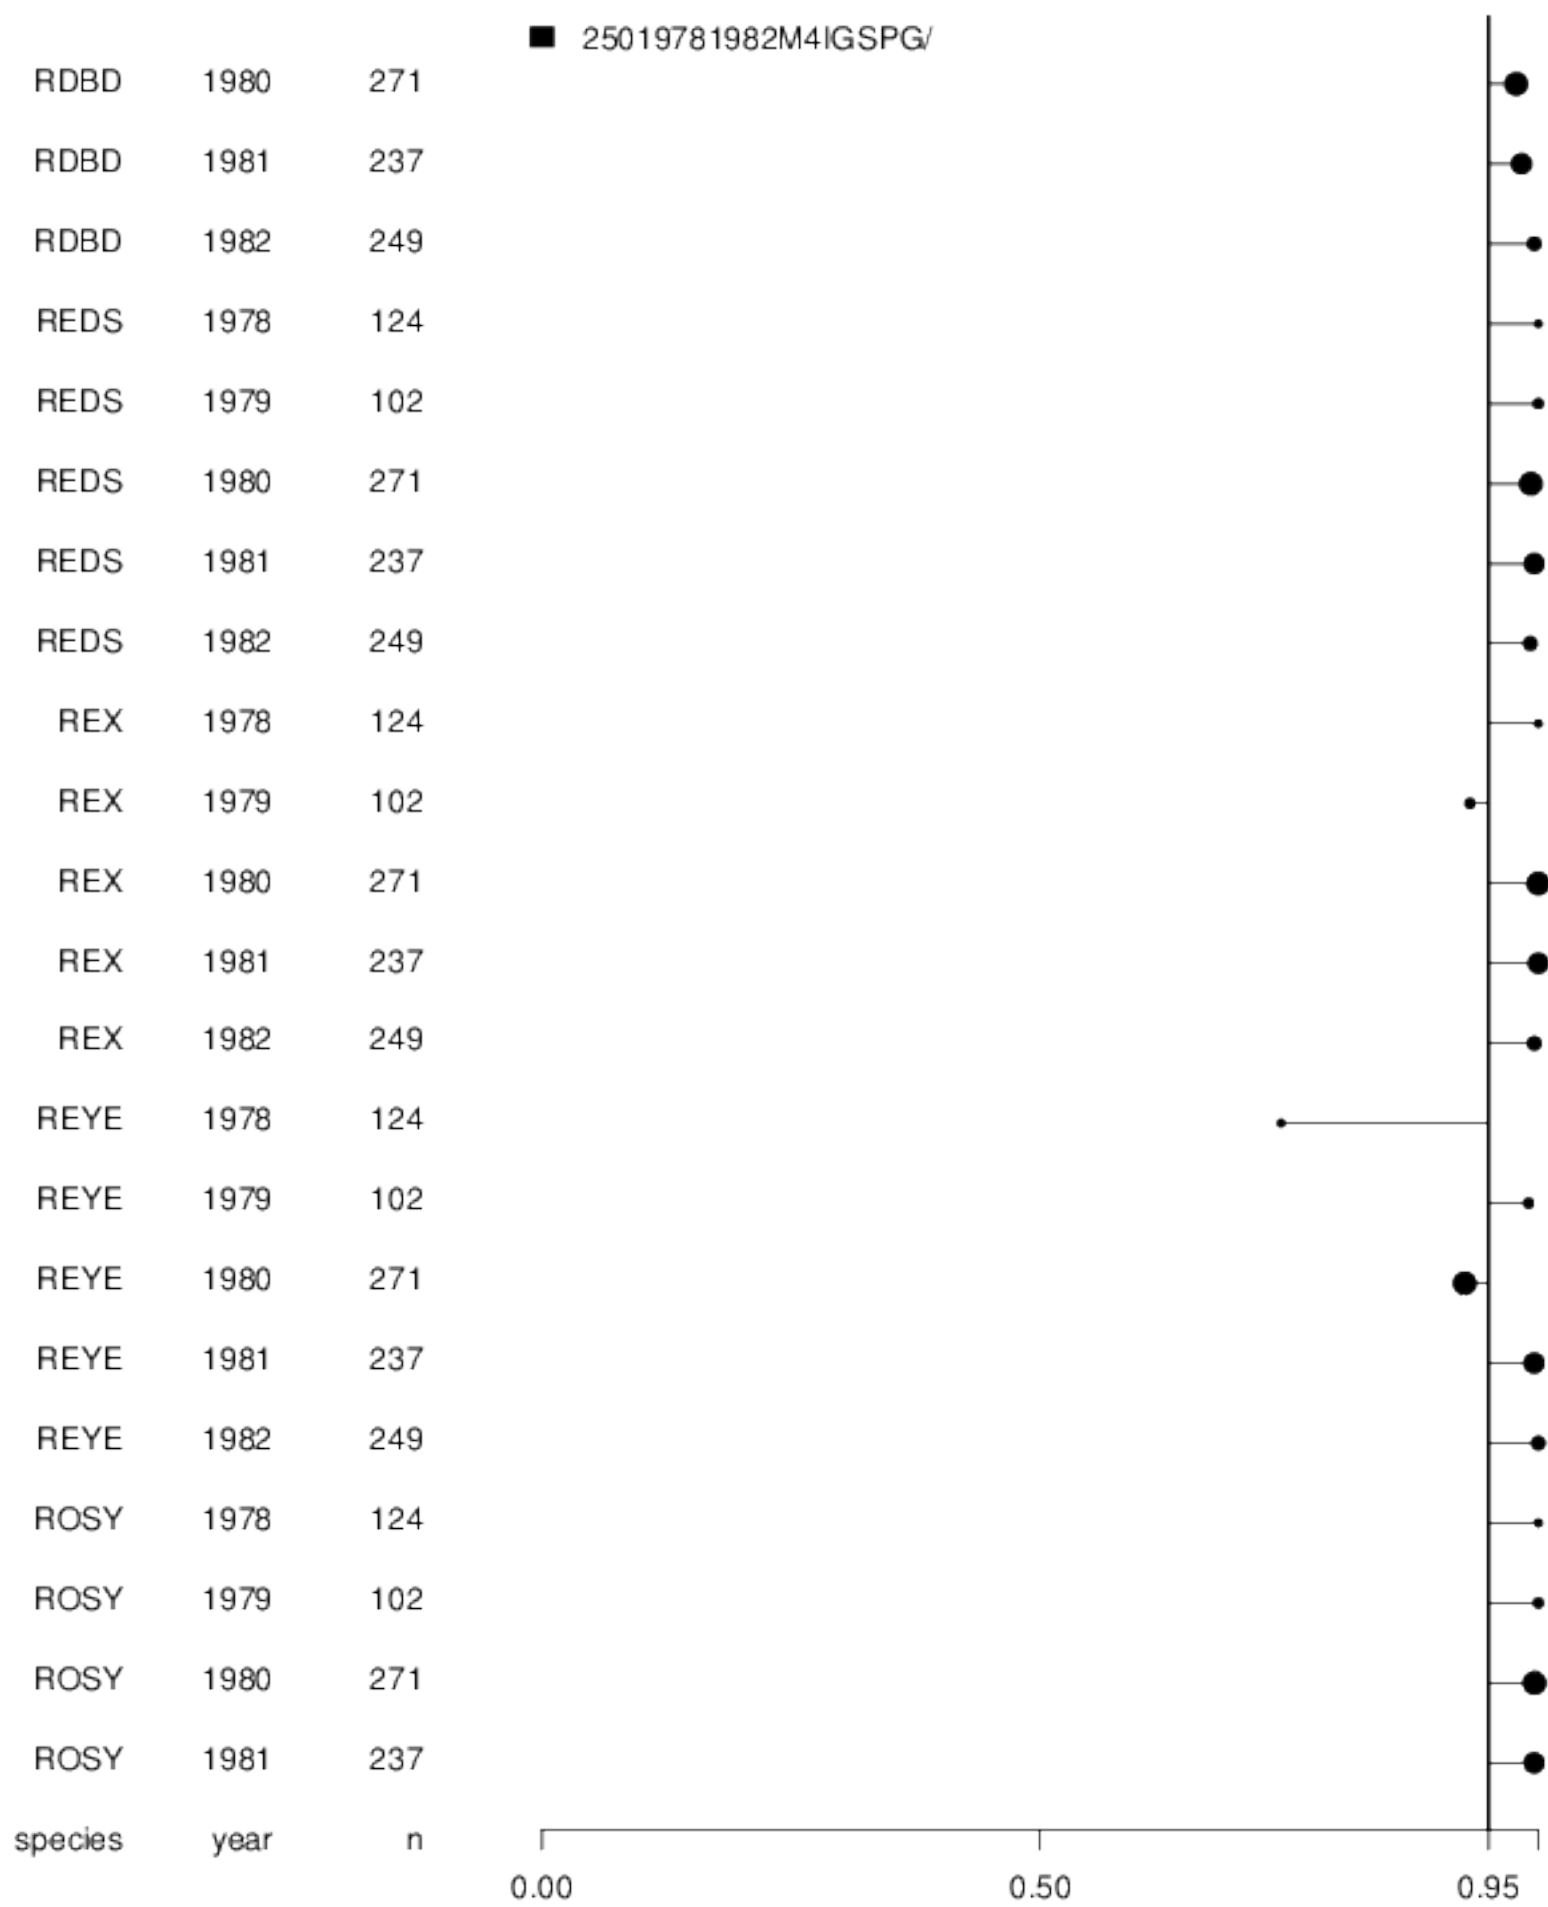 25019781982M4IGSPG/
RDBD 1980 271
RDBD 1981 237
RDBD 1982 249
REDS 1978 124
REDS 1979 102
REDS 1980 271
REDS 1981 237
REDS 1982 249
REX 1978 124
REX 1979 102
REX 1980 271
REX 1981 237
REX 1982 249
REYE 1978 124
REYE 1979 102
REYE 1980 271
REYE 1981 237
REYE 1982 249
ROSY 1978 124
ROSY 1979 102
ROSY 1980 271
ROSY 1981 237
species year n
0.00 0.50 0.95